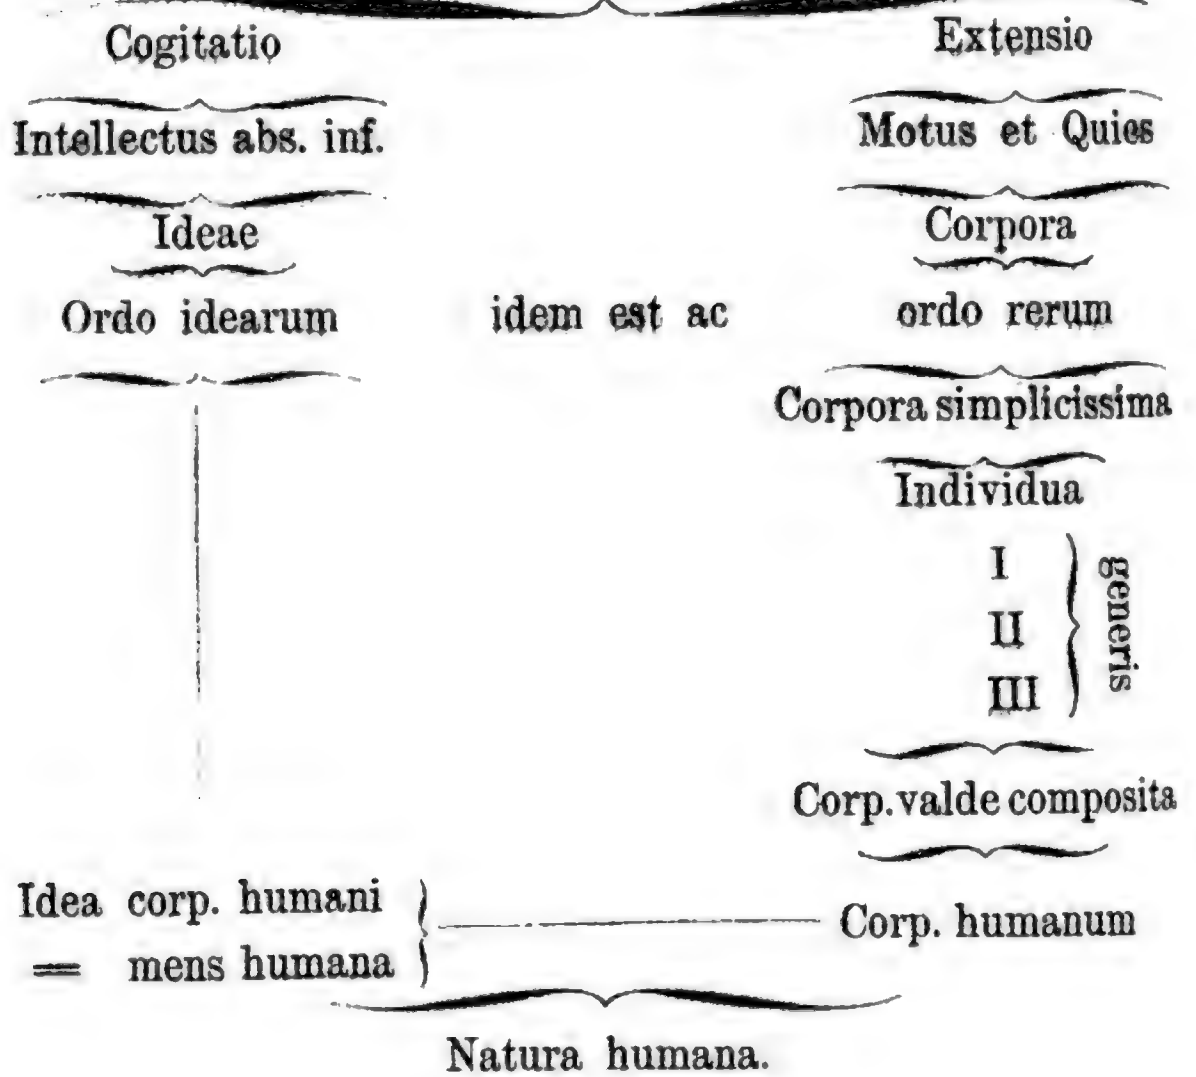 Cogitatio Extensio
Intellectus abs. inf. Motus et Quies
Ideae Corpora
Ordo idearum idem est ac ordo rerum
Corpora simplicissima
Individua
I
II
III
generis
Corp. valde composita
Idea corp. humani
= mens humana
Corp. humanum
Natura humana.